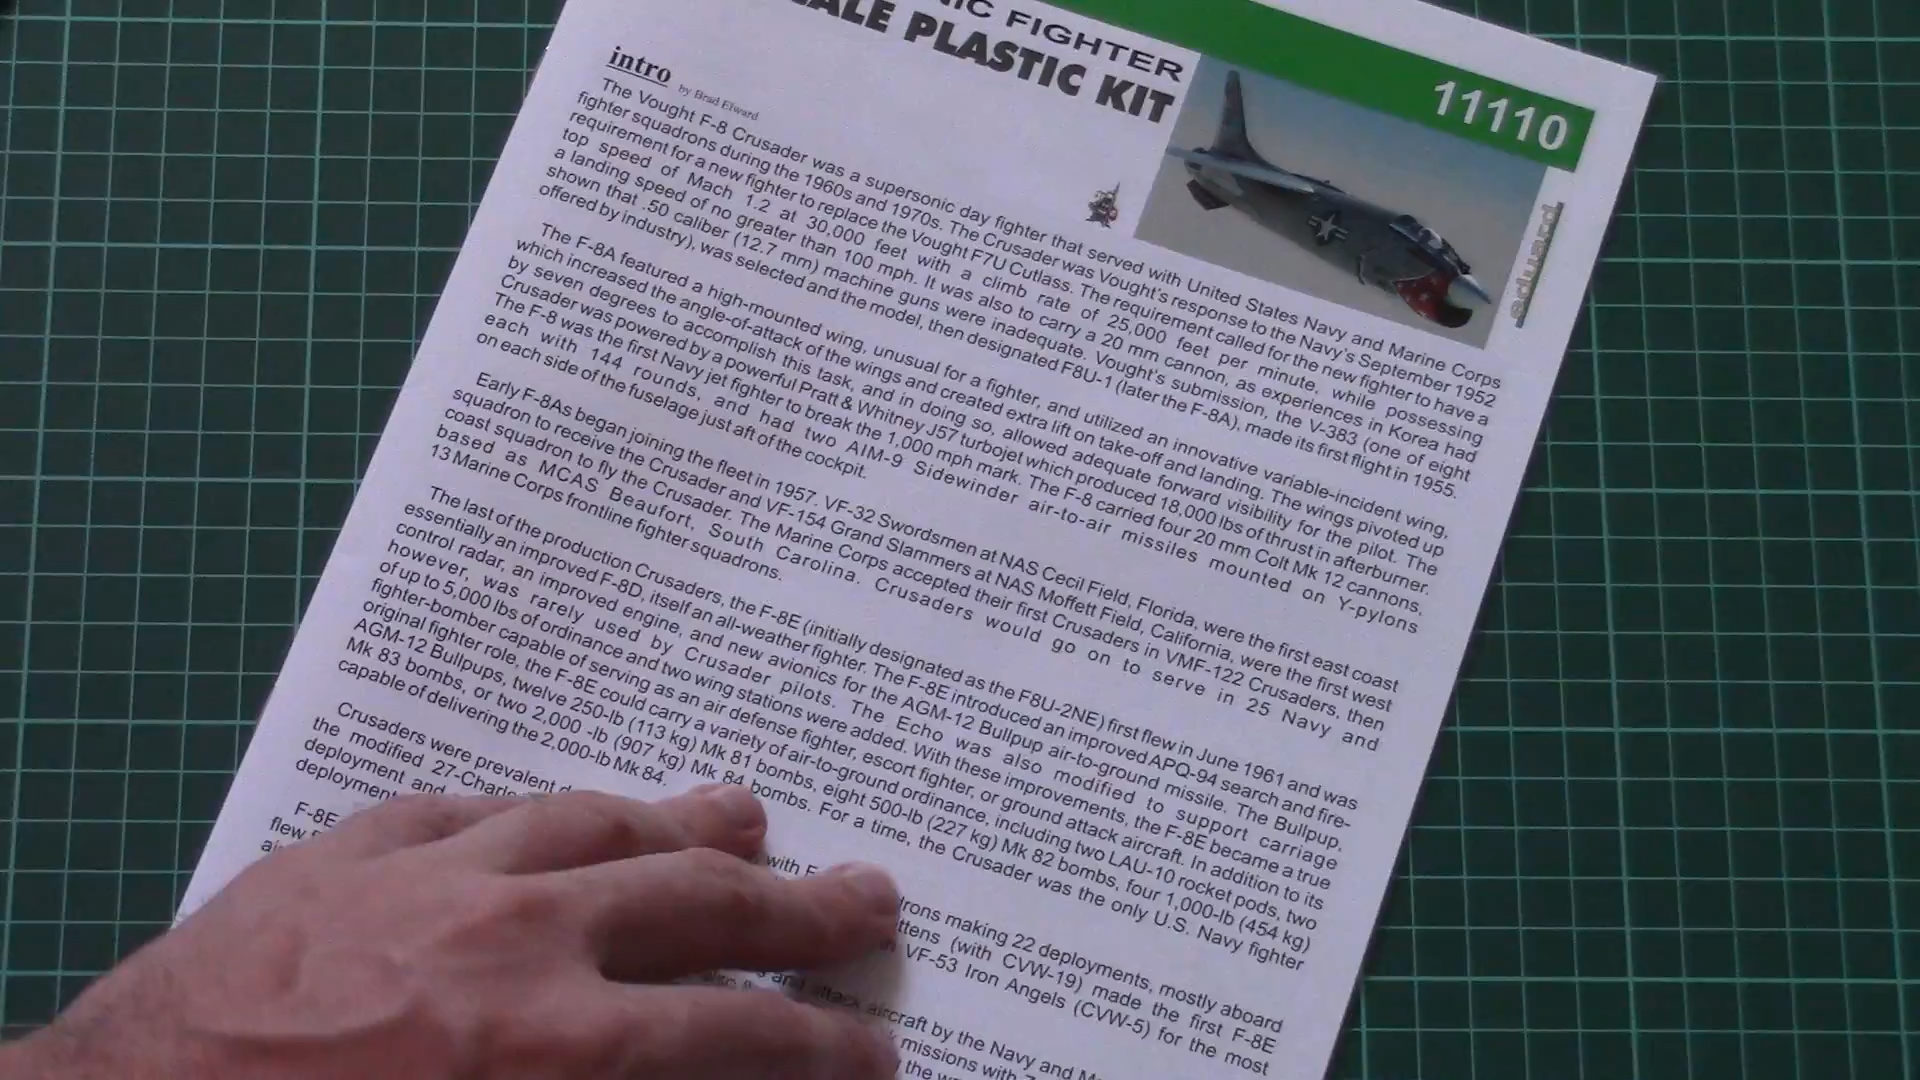 NIC FIGHTER
ALE PLASTIC KIT
11110
eduard
intro by Brad Elward
The Vought F-8 Crusader was a supersonic day fighter that served with United States Navy and Marine Corps
fighter squadrons during the 1960s and 1970s. The Crusader was Vought's response to the Navy's September 1952
requirement for a new fighter to replace the Vought F7U Cutlass. The requirement called for the new fighter to have a
top speed of Mach 1.2 at 30,000 feet with a climb rate of 25,000 feet per minute, while possessing
a landing speed of no greater than 100 mph. It was also to carry a 20 mm cannon, as experiences in Korea had
shown that .50 caliber (12.7 mm) machine guns were inadequate. Vought's submission, the V-383 (one of eight
offered by industry), was selected and the model, then designated F8U-1 (later the F-8A), made its first flight in 1955.
The F-8A featured a high-mounted wing, unusual for a fighter, and utilized an innovative variable-incident wing,
which increased the angle-of-attack of the wings and created extra lift on take-off and landing. The wings pivoted up
by seven degrees to accomplish this task, and in doing so, allowed adequate forward visibility for the pilot. The
Crusader was powered by a powerful Pratt & Whitney J57 turbojet which produced 18,000 lbs of thrust in afterburner.
The F-8 was the first Navy jet fighter to break the 1,000 mph mark. The F-8 carried four 20 mm Colt Mk 12 cannons,
each with 144 rounds, and had two AIM-9 Sidewinder air-to-air missiles mounted on Y-pylons
on each side of the fuselage just aft of the cockpit.
Early F-8As began joining the fleet in 1957. VF-32 Swordsmen at NAS Cecil Field, Florida, were the first east coast
squadron to receive the Crusader and VF-154 Grand Slammers at NAS Moffett Field, California, were the first west
coast squadron to fly the Crusader. The Marine Corps accepted their first Crusaders in VMF-122 Crusaders, then
based as MCAS Beaufort, South Carolina. Crusaders would go on to serve in 25 Navy and
13 Marine Corps frontline fighter squadrons.
The last of the production Crusaders, the F-8E (initially designated as the F8U-2NE) first flew in June 1961 and was
essentially an improved F-8D, itself an all-weather fighter. The F-8E introduced an improved APQ-94 search and fire-
control radar, an improved engine, and new avionics for the AGM-12 Bullpup air-to-ground missile. The Bullpup,
however, was rarely used by Crusader pilots. The Echo was also modified to support carriage
of up to 5,000 lbs of ordinance and two wing stations were added. With these improvements, the F-8E became a true
fighter-bomber capable of serving as an air defense fighter, escort fighter, or ground attack aircraft. In addition to its
original fighter role, the F-8E could carry a variety of air-to-ground ordinance, including two LAU-10 rocket pods, two
AGM-12 Bullpups, twelve 250-lb (113 kg) Mk 81 bombs, eight 500-lb (227 kg) Mk 82 bombs, four 1,000-lb (454 kg)
Mk 83 bombs, or two 2,000 -lb (907 kg) Mk 84 bombs. For a time, the Crusader was the only U.S. Navy fighter
capable of delivering the 2,000-lb Mk 84.
Crusaders were prevalent d drons making 22 deployments, mostly aboard
the modified 27-Charl ttens (with CVW-19) made the first F-8E
deployment and VF-53 Iron Angels (CVW-5) for the most
deployment
F-8E with F and attack aircraft by the Navy and M
flew missions with
ai the w